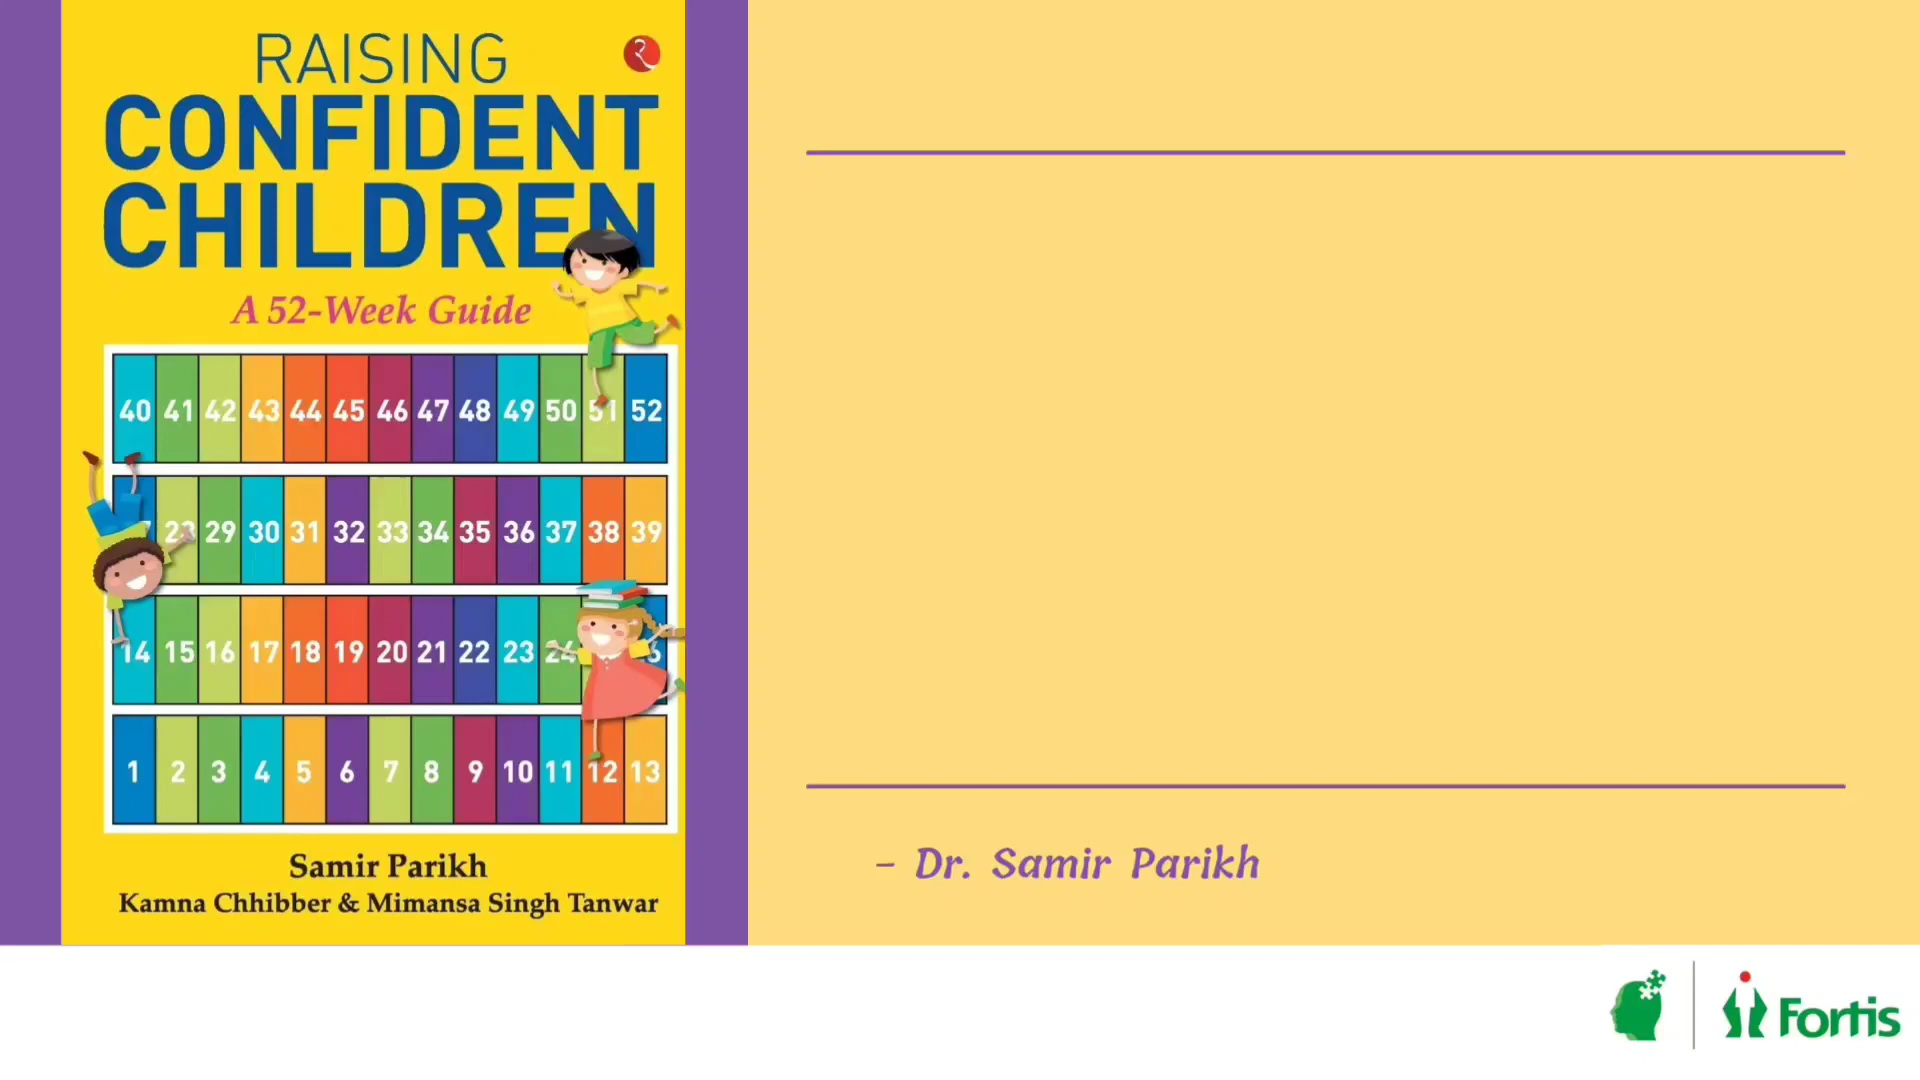 RAISING
CONFIDENT
CHILDREN
A 52-Week Guide
40 41 42 43 44 45 46 47 48 49 50 51 52
29 30 31 32 33 34 35 36 37 38 39
14 15 16 17 18 19 20 21 22 23 24
1 2 3 4 5 6 7 8 9 10 11 12 13
Samir Parikh
Kamna Chhibber & Mimansa Singh Tanwar
– Dr. Samir Parikh
Fortis